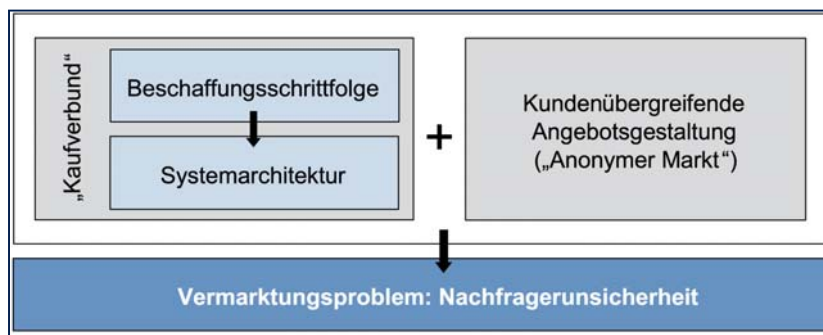 „Kaufverbund“
Beschaffungsschrittfolge
Systemarchitektur
+
Kundenübergreifende
Angebotsgestaltung
(„Anonymer Markt“)
Vermarktungsproblem: Nachfragerunsicherheit